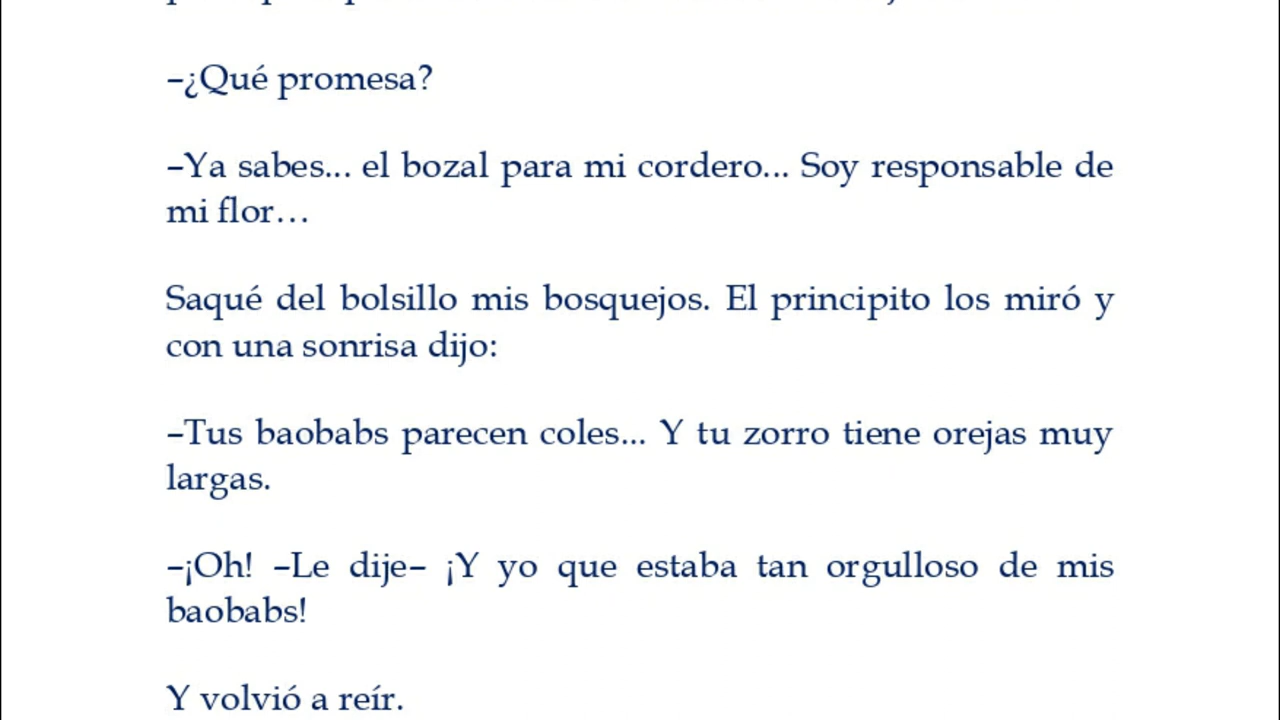 –¿Qué promesa?
–Ya sabes... el bozal para mi cordero... Soy responsable de
mi flor…
Saqué del bolsillo mis bosquejos. El principito los miró y
con una sonrisa dijo:
–Tus baobabs parecen coles... Y tu zorro tiene orejas muy
largas.
–¡Oh! –Le dije– ¡Y yo que estaba tan orgulloso de mis
baobabs!
Y volvió a reír.